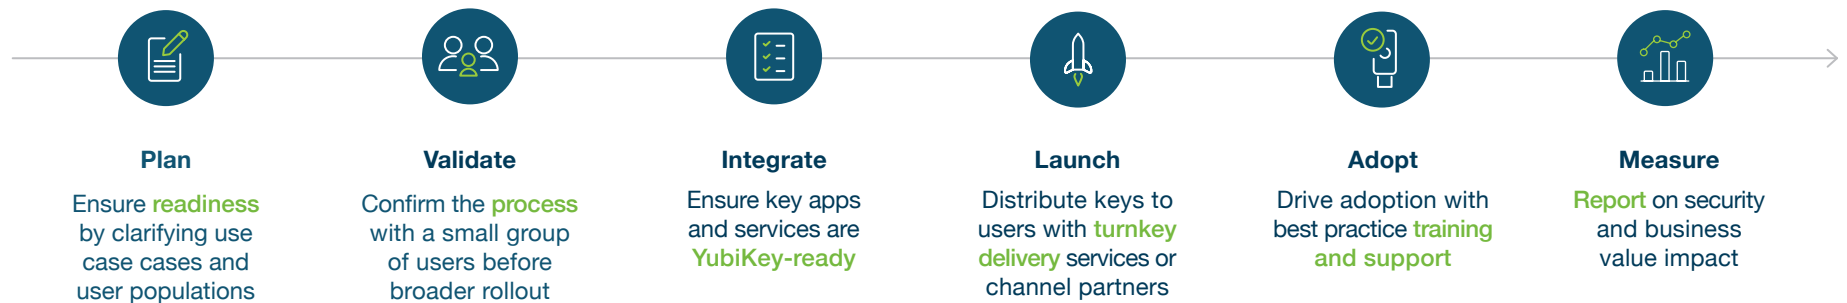 Plan
Ensure readiness
by clarifying use
case cases and
user populations
Validate
Confirm the process
with a small group
of users before
broader rollout
Integrate
Ensure key apps
and services are
YubiKey-ready
Launch
Distribute keys to
users with turnkey
delivery services or
channel partners
Adopt
Drive adoption with
best practice training
and support
Measure
Report on security
and business
value impact